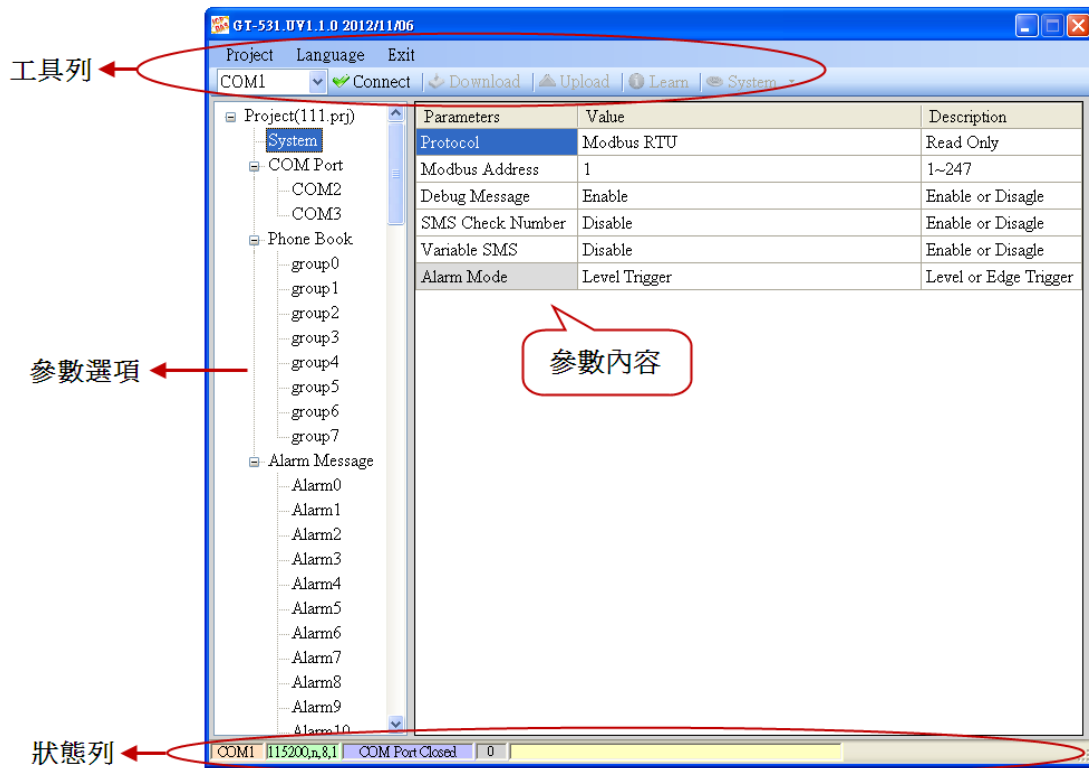 GT-531.UV1.1.0 2012/11/06
Project Language Exit
工具列
COM1 Connect Download Upload Learn System
Project(111.prj)
System
COM Port
COM2
COM3
Phone Book
group0
group1
group2
group3
group4
group5
group6
group7
Alarm Message
Alarm0
Alarm1
Alarm2
Alarm3
Alarm4
Alarm5
Alarm6
Alarm7
Alarm8
Alarm9
Alarm10
參數選項
Parameters Value Description
Protocol Modbus RTU Read Only
Modbus Address 1 1~247
Debug Message Enable Enable or Disagle
SMS Check Number Disable Enable or Disagle
Variable SMS Disable Enable or Disagle
Alarm Mode Level Trigger Level or Edge Trigger
參數內容
狀態列
COM1 115200,n,8,1 COM Port Closed 0